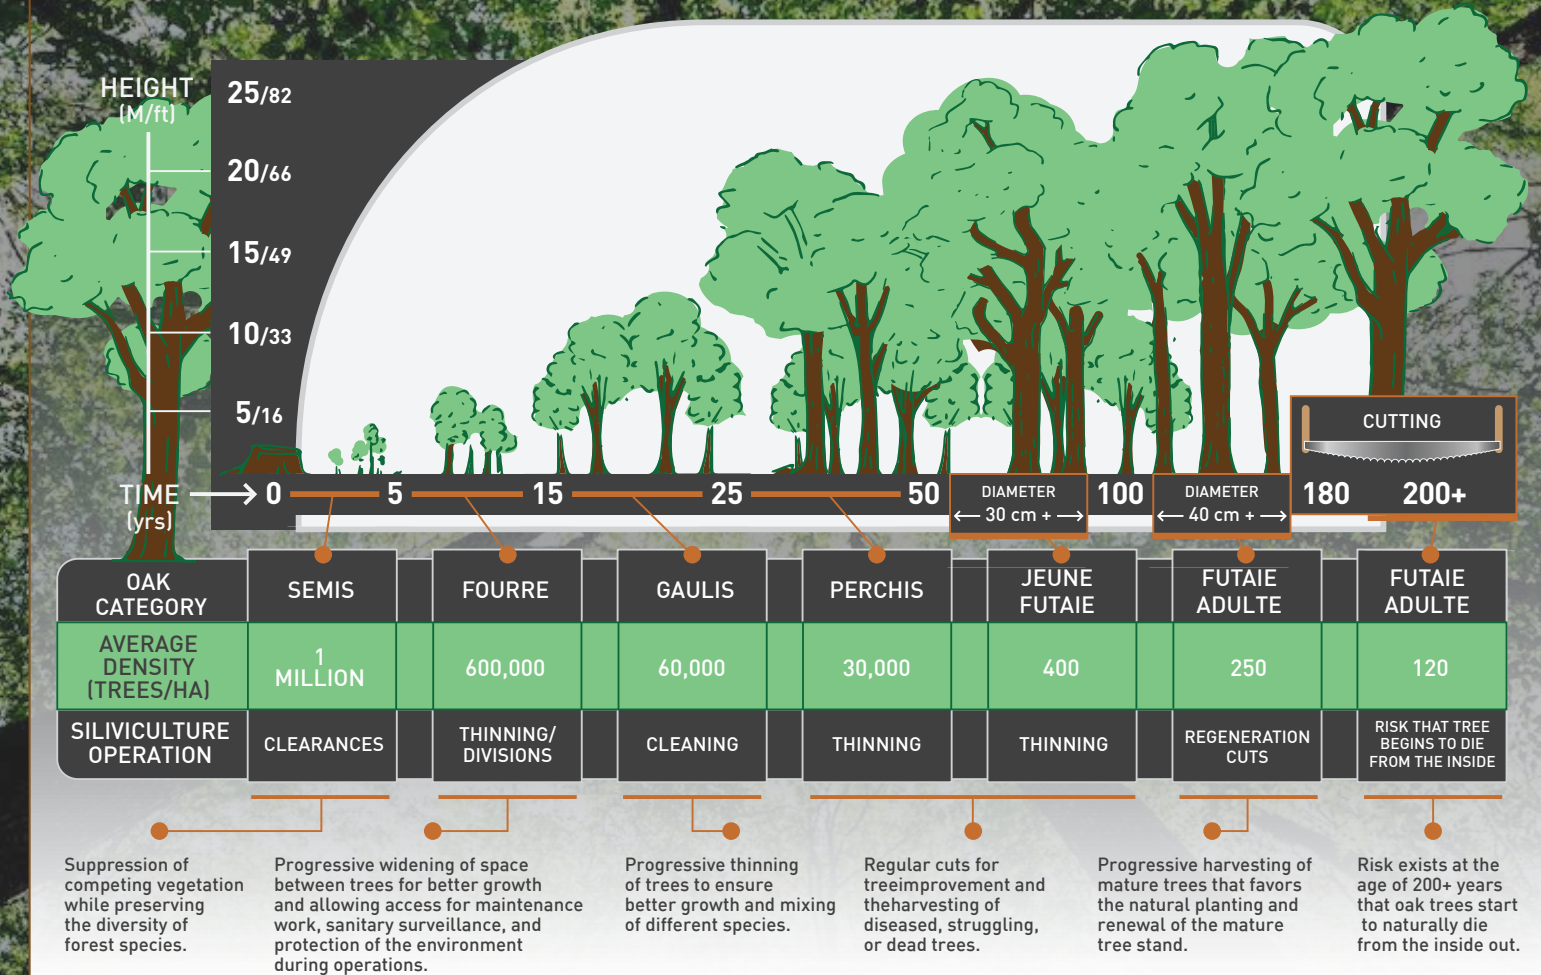 HEIGHT
(M/ft)
25/82
20/66
15/49
10/33
5/16
CUTTING
TIME
(yrs)
0
5
15
25
50
DIAMETER
30 cm +
100
DIAMETER
40 cm +
180
200+
OAK
CATEGORY
SEMIS
FOURRE
GAULIS
PERCHIS
JEUNE
FUTAIE
FUTAIE
ADULTE
FUTAIE
ADULTE
AVERAGE
DENSITY
(TREES/HA)
1
MILLION
600,000
60,000
30,000
400
250
120
SILIVICULTURE
OPERATION
CLEARANCES
THINNING/
DIVISIONS
CLEANING
THINNING
THINNING
REGENERATION
CUTS
RISK THAT TREE
BEGINS TO DIE
FROM THE INSIDE
Suppression of
competing vegetation
while preserving
the diversity of
forest species.
Progressive widening of space
between trees for better growth
and allowing access for maintenance
work, sanitary surveillance, and
protection of the environment
during operations.
Progressive thinning
of trees to ensure
better growth and mixing
of different species.
Regular cuts for
treeimprovement and
theharvesting of
diseased, struggling,
or dead trees.
Progressive harvesting of
mature trees that favors
the natural planting and
renewal of the mature
tree stand.
Risk exists at the
age of 200+ years
that oak trees start
to naturally die
from the inside out.